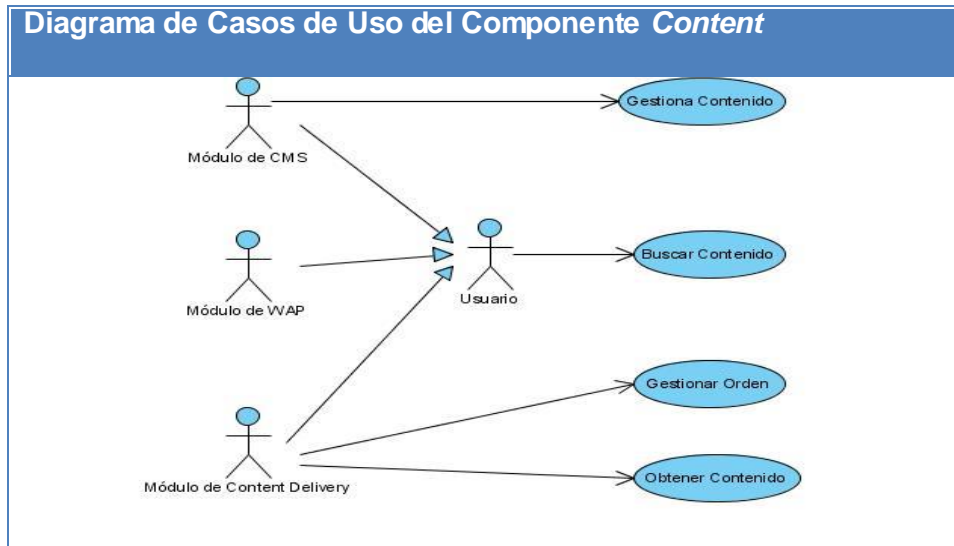 Diagrama de Casos de Uso del Componente Content
Gestiona Contenido
Módulo de CMS
Buscar Contenido
Usuario
Módulo de WAP
Gestionar Orden
Obtener Contenido
Módulo de Content Delivery